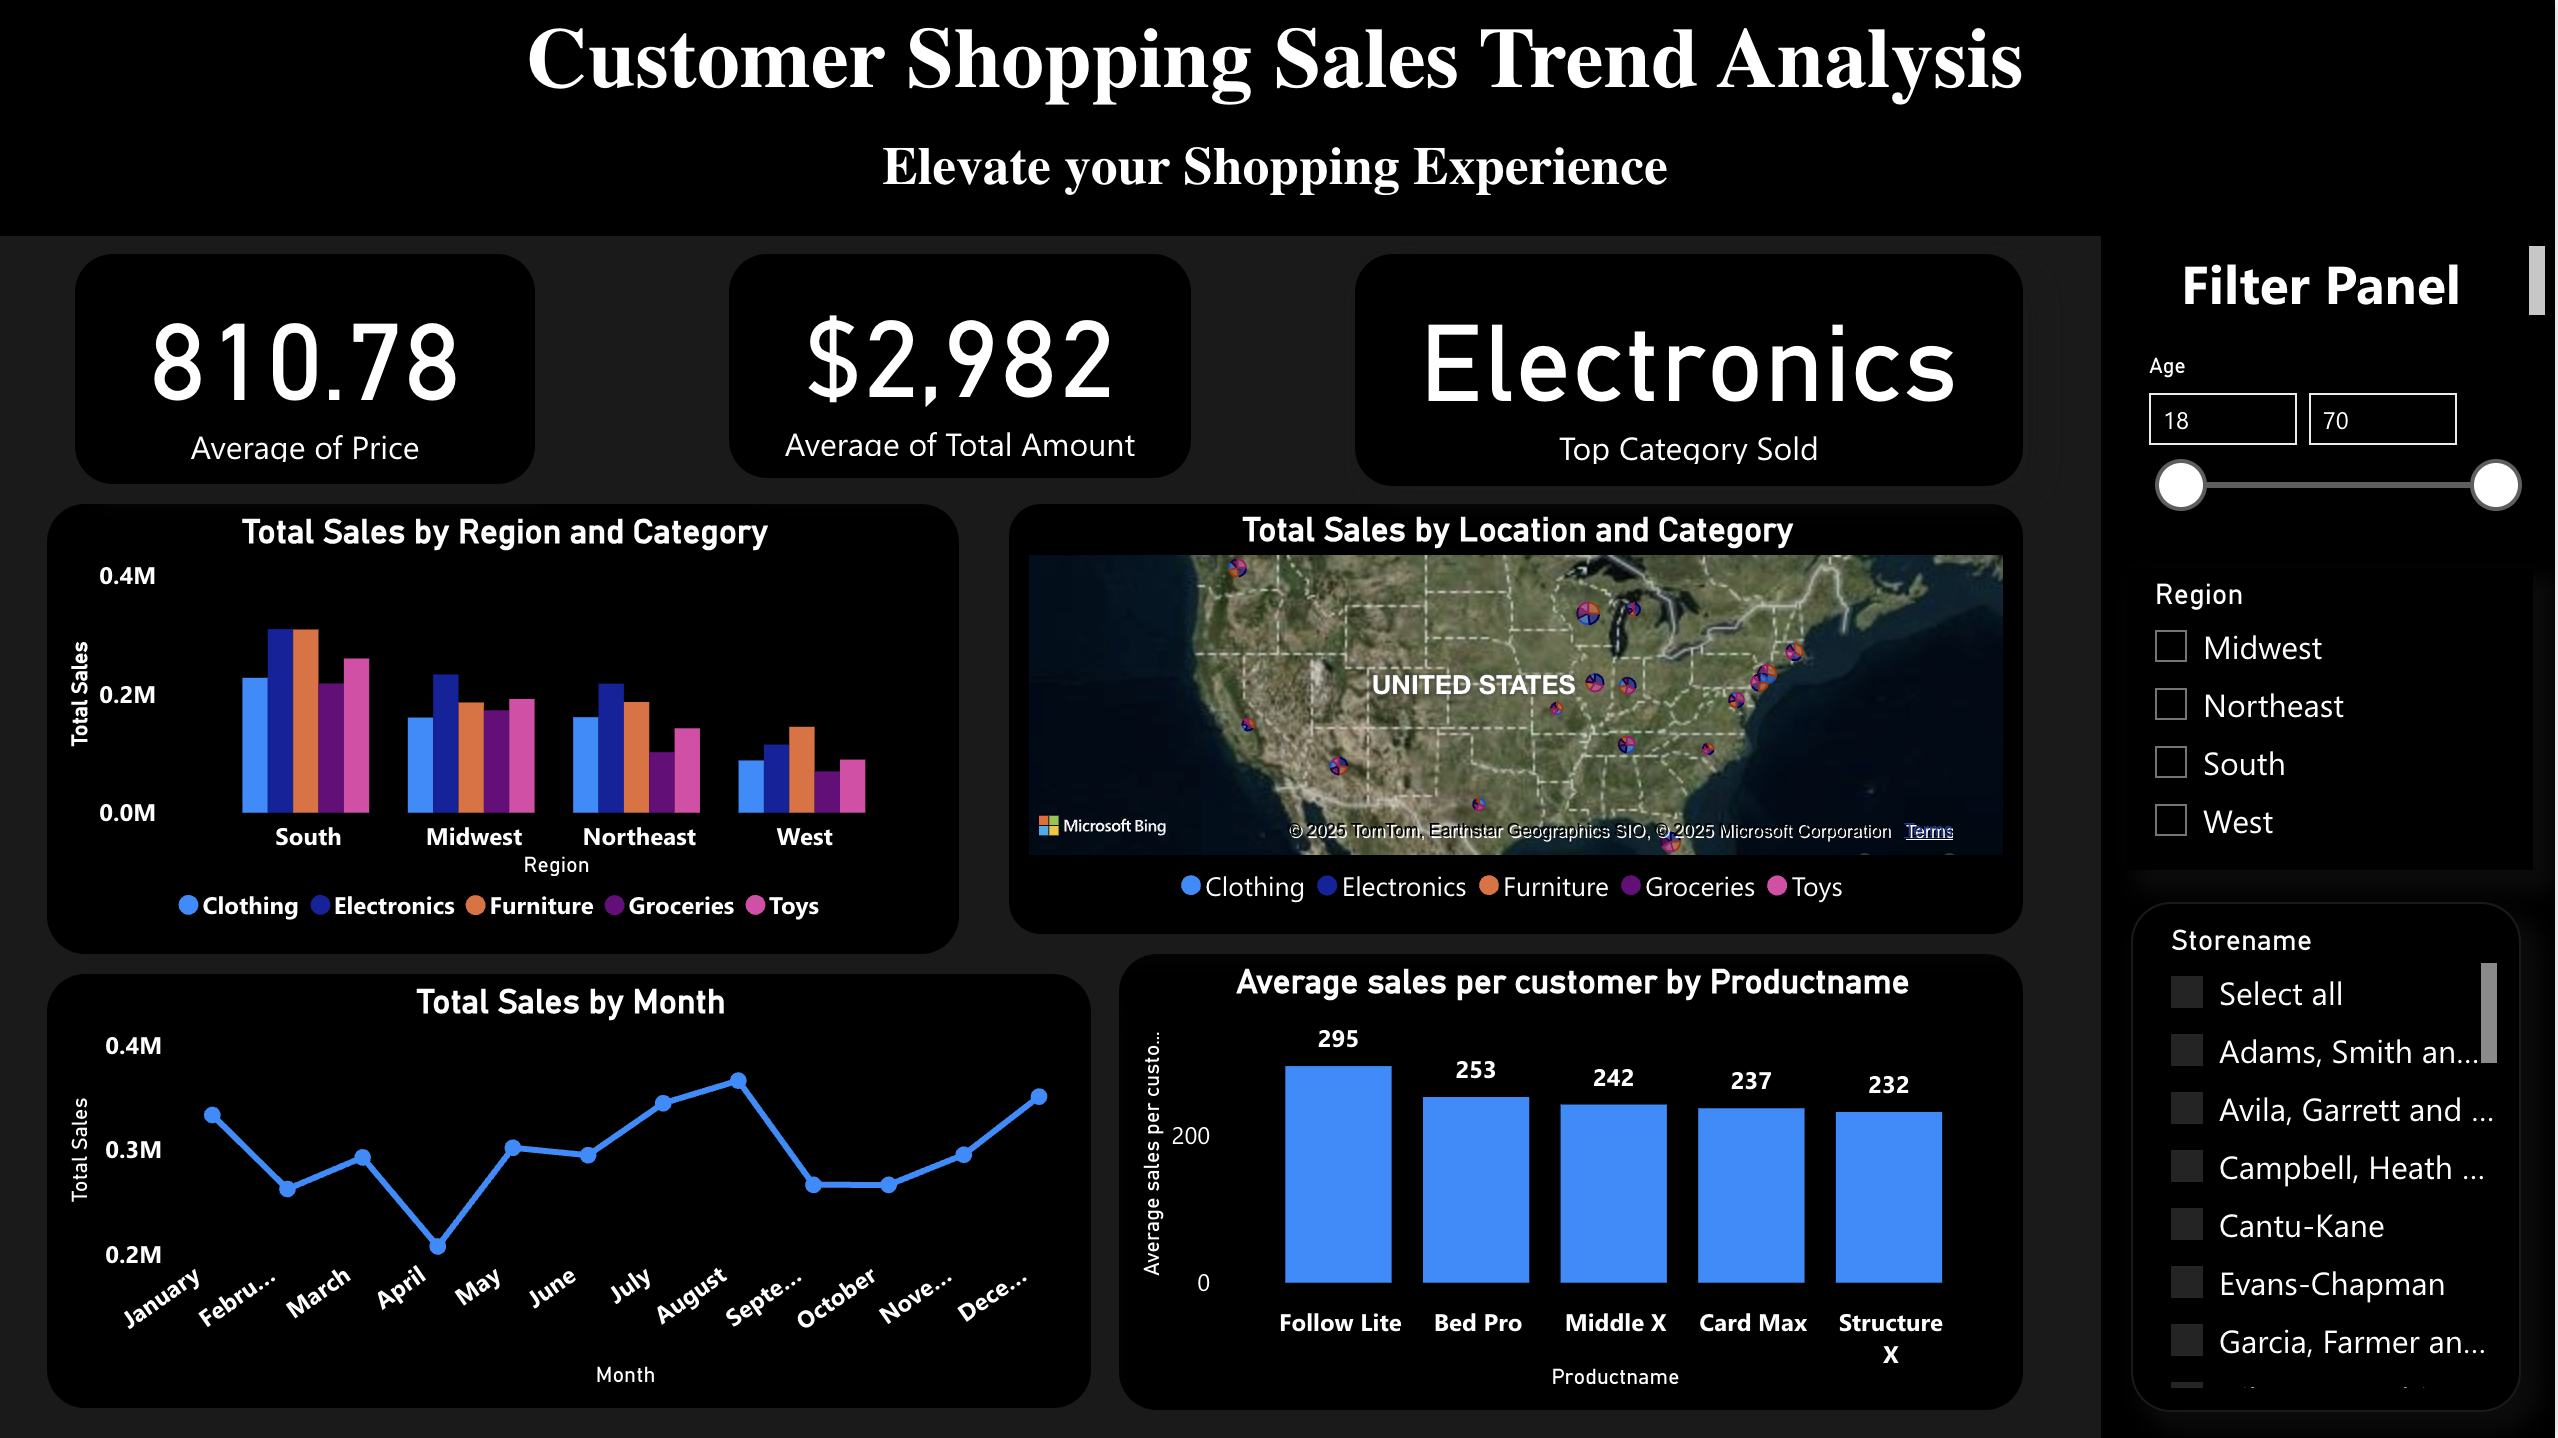 Customer Shopping Sales Trend Analysis
Elevate your Shopping Experience
810.78
Average of Price
$2,982
Average of Total Amount
Electronics
Top Category Sold
Total Sales by Region and Category
0.4M
0.2M
0.0M
Total Sales
South Midwest Northeast West
Region
Clothing Electronics Furniture Groceries Toys
Total Sales by Location and Category
UNITED STATES
Microsoft Bing
© 2025 TomTom, Earthstar Geographics SIO, © 2025 Microsoft Corporation Terms
Clothing Electronics Furniture Groceries Toys
Total Sales by Month
0.4M
0.3M
0.2M
Total Sales
January Febru... March April May June July August Septe... October Nove... Dece...
Month
Average sales per customer by Productname
Average sales per custo...
200
0
295 253 242 237 232
Follow Lite Bed Pro Middle X Card Max Structure
X
Productname
Filter Panel
Age
18 70
Region
Midwest
Northeast
South
West
Storename
Select all
Adams, Smith an...
Avila, Garrett and ...
Campbell, Heath ...
Cantu-Kane
Evans-Chapman
Garcia, Farmer an...